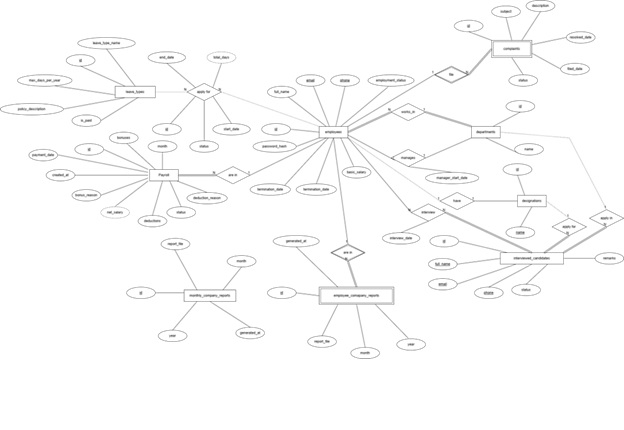 description
subject
id
resolved_date
complaints
leave_type_name
end_date
total_days
filed_date
id
file
email
phone
employment_status
status
max_days_per_year
leave_types
apply for
full_name
policy_description
works_in
id
is_paid
id
start_date
id
employees
departments
bonuses
status
password_hash
name
month
manages
payment_date
id
basic_salary
id
created_at
Payroll
are in
manager_start_date
termination_date
termination_date
have
designations
bonus_reason
deduction_reason
interview
apply in
net_salary
status
name
apply for
deductions
interview_date
generated_at
id
report_file
are in
interviewed_candidates
remarks
month
full_name
id
monthly_company_reports
id
employee_company_reports
email
phone
status
year
generated_at
report_file
year
month